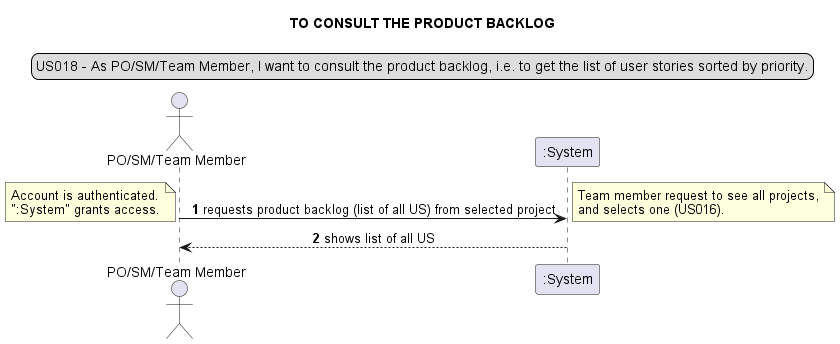 TO CONSULT THE PRODUCT BACKLOG
US018 - As PO/SM/Team Member, I want to consult the product backlog, i.e. to get the list of user stories sorted by priority.
PO/SM/Team Member
:System
Account is authenticated.
":System" grants access.
1 requests product backlog (list of all US) from selected project
Team member request to see all projects,
and selects one (US016).
2 shows list of all US
PO/SM/Team Member
:System